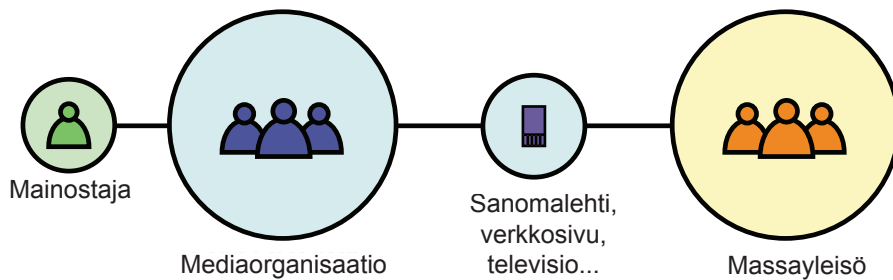 Mainostaja
Mediaorganisaatio
Sanomalehti,
verkkosivu,
televisio...
Massayleisö